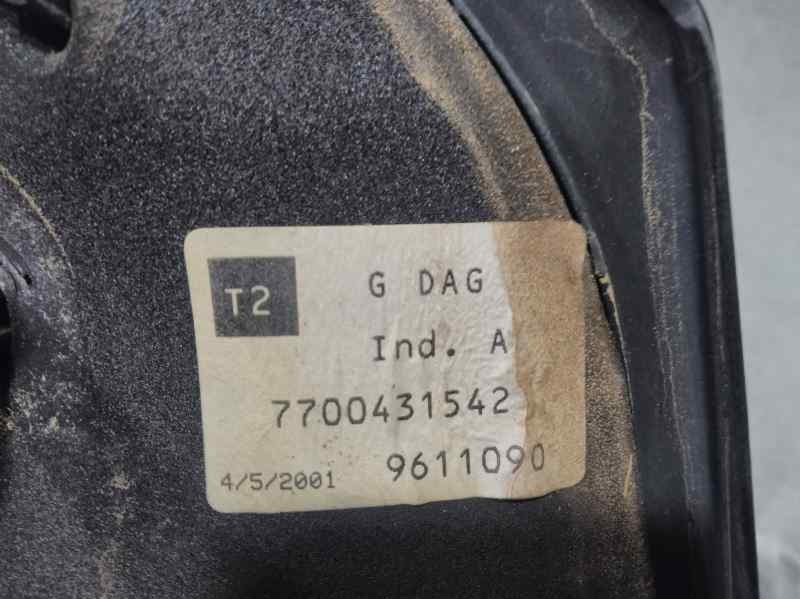 T2
G DAG
Ind. A
7700431542
4/5/2001 9611090